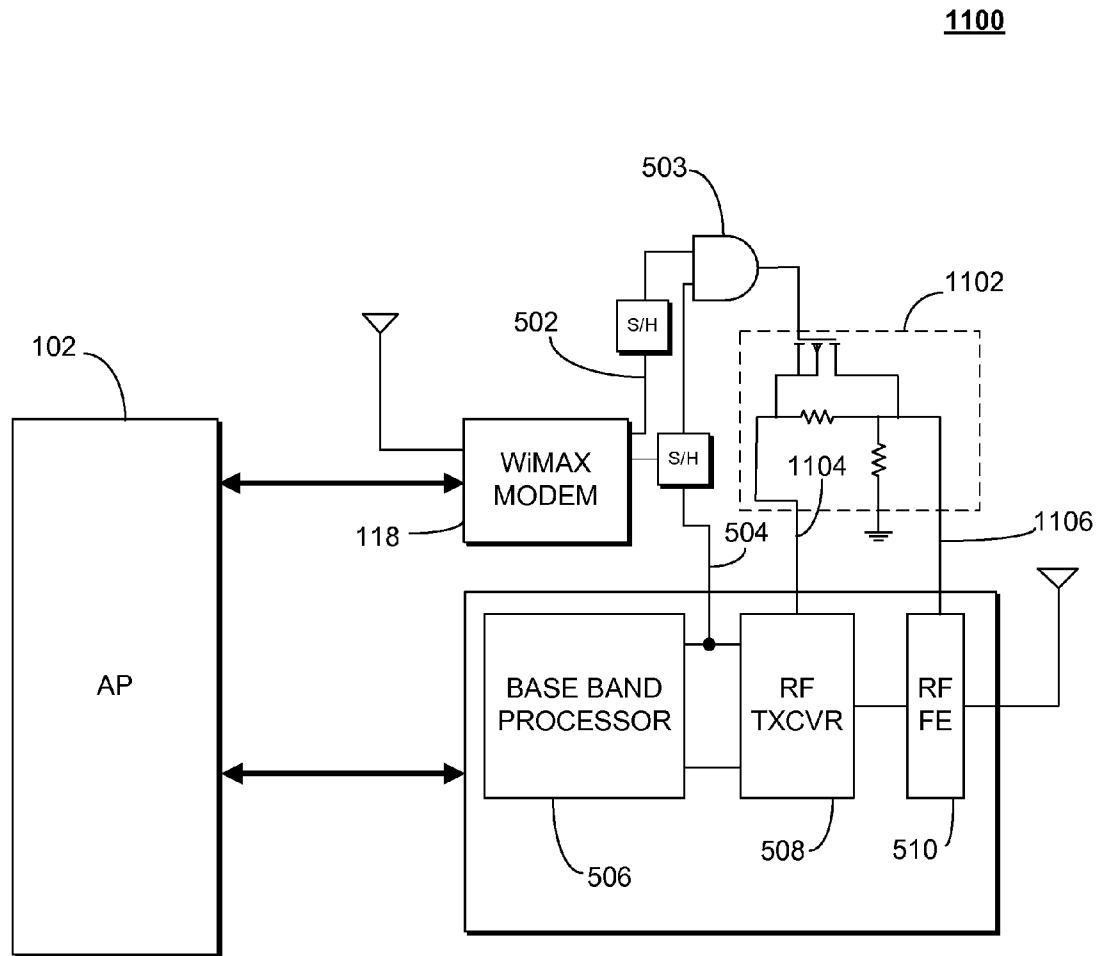 1100
503
1102
502
S/H
102
S/H
1104
WiMAX
MODEM
118
504
1106
AP
BASE BAND
PROCESSOR
RF
TXCVR
RF
FE
506
508
510